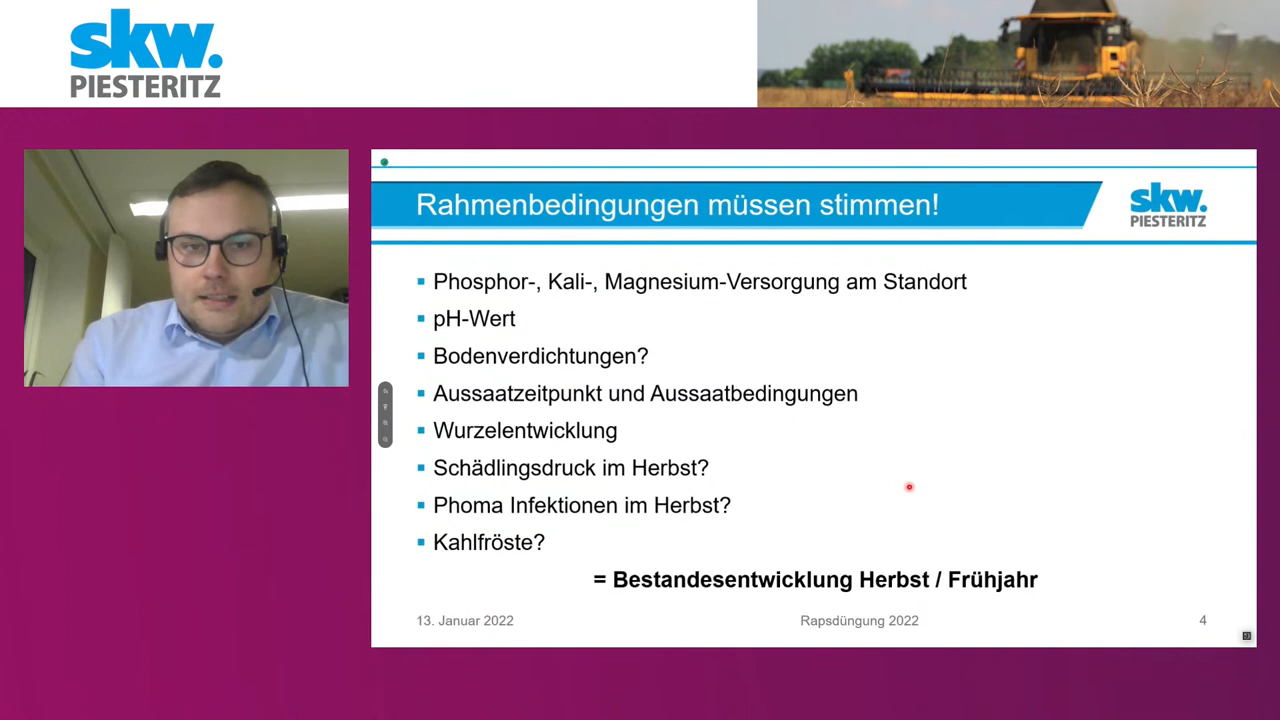 skw.
PIESTERITZ
Rahmenbedingungen müssen stimmen!
skw.
PIESTERITZ
Phosphor-, Kali-, Magnesium-Versorgung am Standort
pH-Wert
Bodenverdichtungen?
Aussaatzeitpunkt und Aussaatbedingungen
Wurzelentwicklung
Schädlingsdruck im Herbst?
Phoma Infektionen im Herbst?
Kahlfröste?
= Bestandesentwicklung Herbst / Frühjahr
13. Januar 2022
Rapsdüngung 2022
4